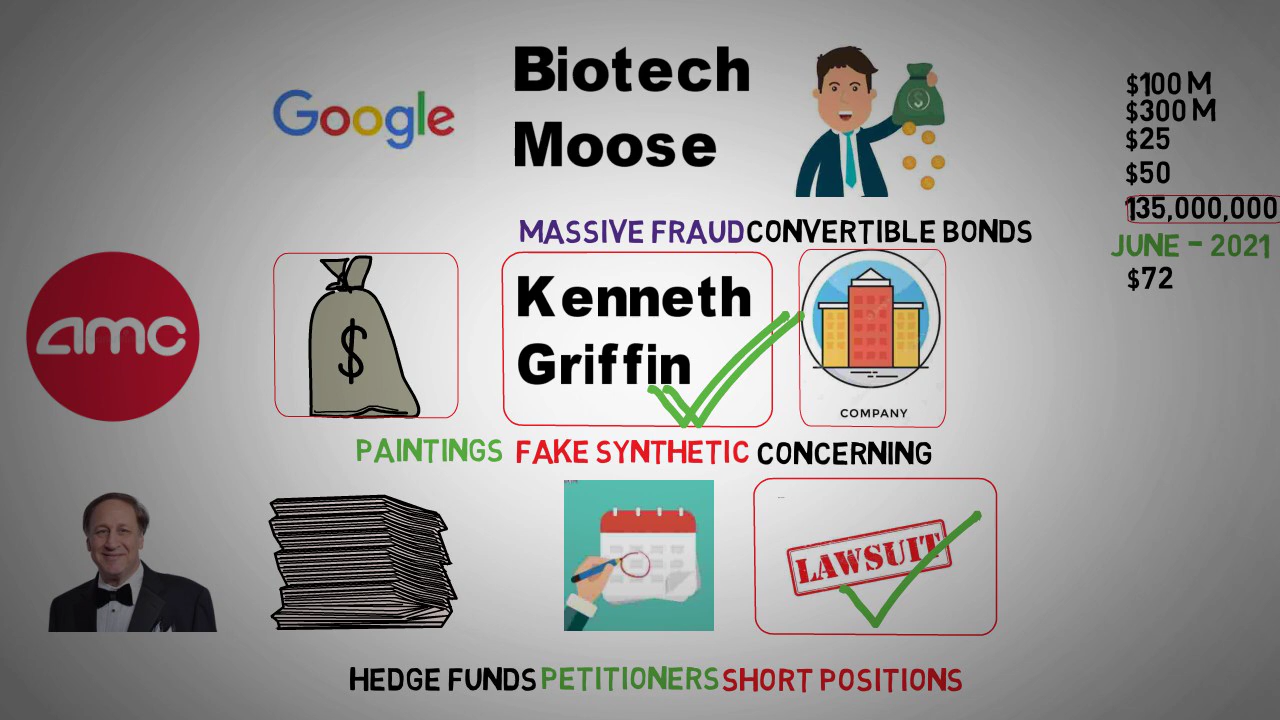 Google
Biotech
Moose
$
$100 M
$300 M
$25
$50
135,000,000
JUNE - 2021
$72
MASSIVE FRAUD CONVERTIBLE BONDS
amc
$
Kenneth
Griffin
COMPANY
PAINTINGS FAKE SYNTHETIC CONCERNING
LAWSUIT
HEDGE FUNDS PETITIONERS SHORT POSITIONS